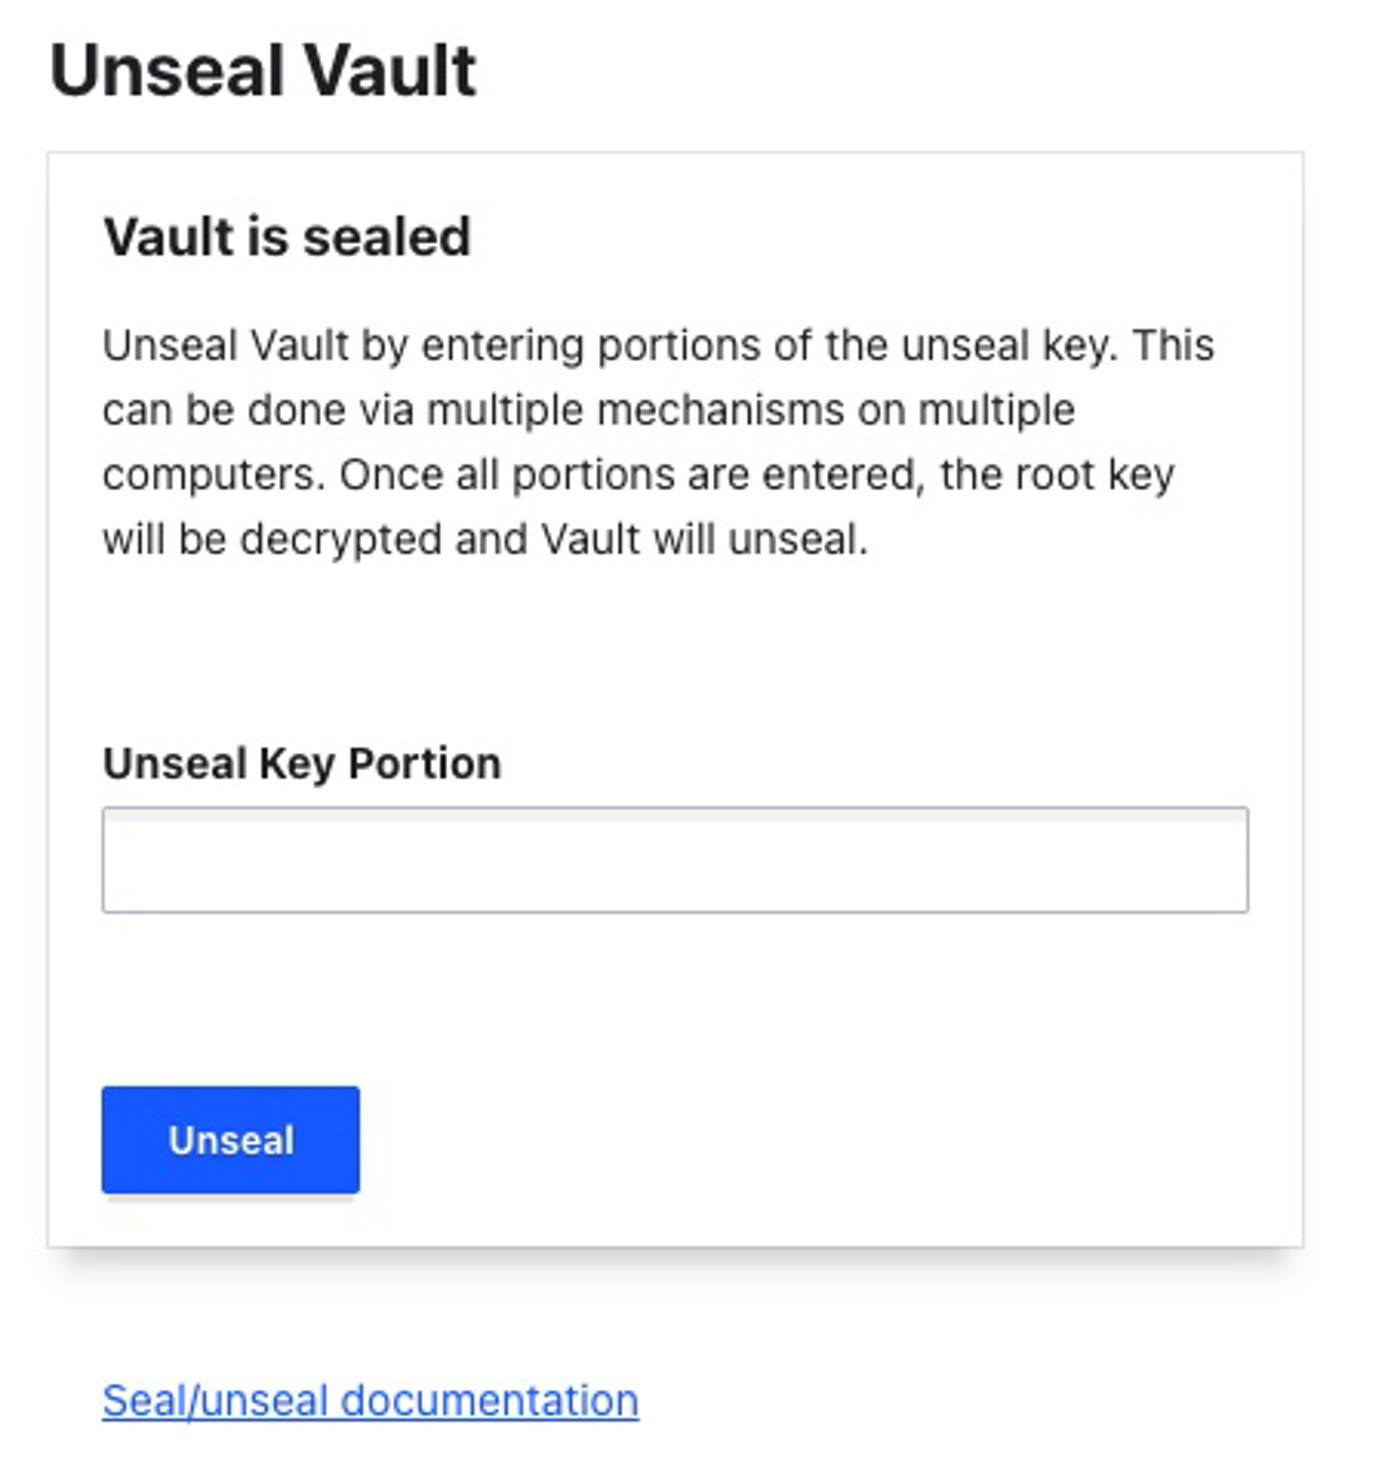 Unseal Vault
Vault is sealed
Unseal Vault by entering portions of the unseal key. This
can be done via multiple mechanisms on multiple
computers. Once all portions are entered, the root key
will be decrypted and Vault will unseal.
Unseal Key Portion
Unseal
Seal/unseal documentation